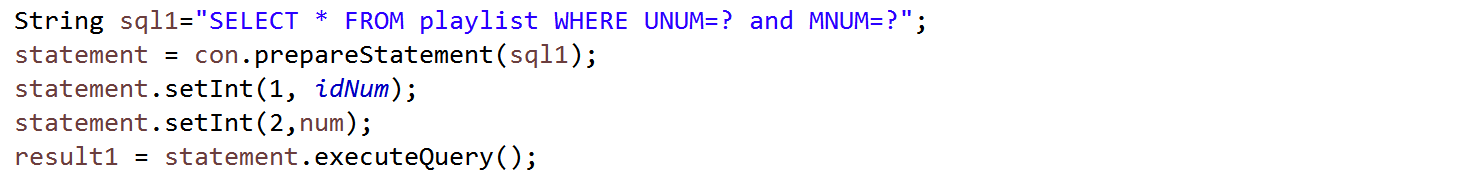 String sql1="SELECT * FROM playlist WHERE UNUM=? and MNUM=?";
statement = con.prepareStatement(sql1);
statement.setInt(1, idNum);
statement.setInt(2,num);
result1 = statement.executeQuery();